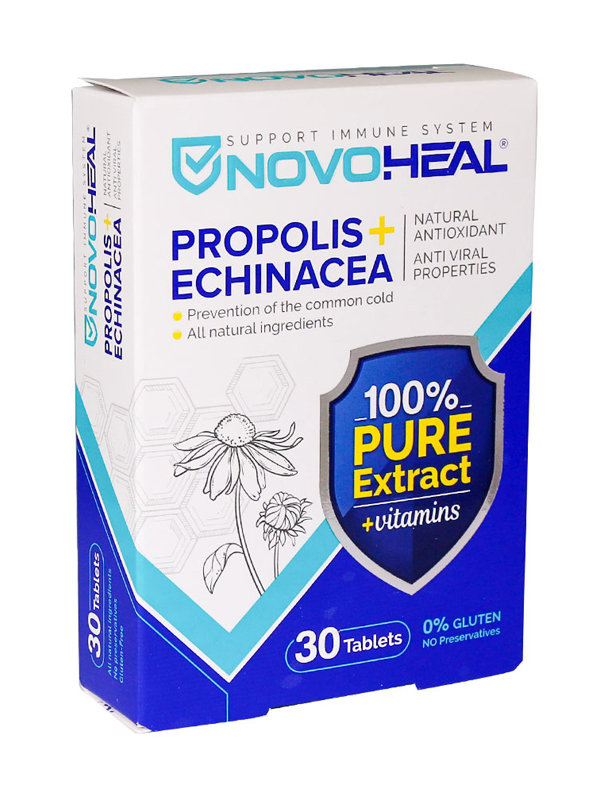 NOVOHEAL
SUPPORT IMMUNE SYSTEM
NOVOHEAL®
PROPOLIS+
ECHINACEA
NATURAL
ANTIOXIDANT
ANTI VIRAL
PROPERTIES
Prevention of the common cold
All natural ingredients
100%
PURE
Extract
+vitamins
30 Tablets
0% GLUTEN
NO Preservatives
SUPPORT IMMUNE SYSTEM
NOVOHEAL®
PROPOLIS+
ECHINACEA
NATURAL
ANTIOXIDANT
ANTIVIRAL
PROPERTIES
30 Tablets
All natural ingredients
No preservatives
Gluten-Free